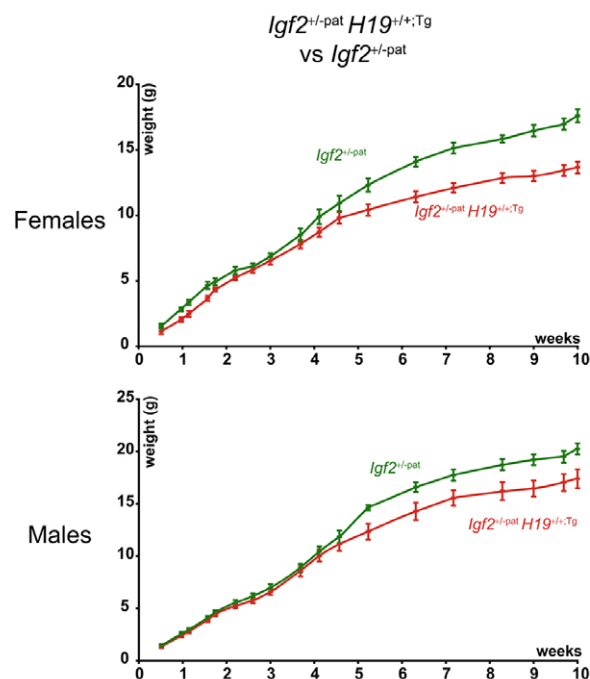 Igf2+/-pat H19+/+;Tg
vs Igf2+/-pat
Females
weight (g)
20
15
10
5
0
Igf2+/-pat
Igf2+/-pat H19+/+;Tg
weeks
0 1 2 3 4 5 6 7 8 9 10
Males
weight (g)
25
20
15
10
5
0
Igf2+/-pat
Igf2+/-pat H19+/+;Tg
weeks
0 1 2 3 4 5 6 7 8 9 10